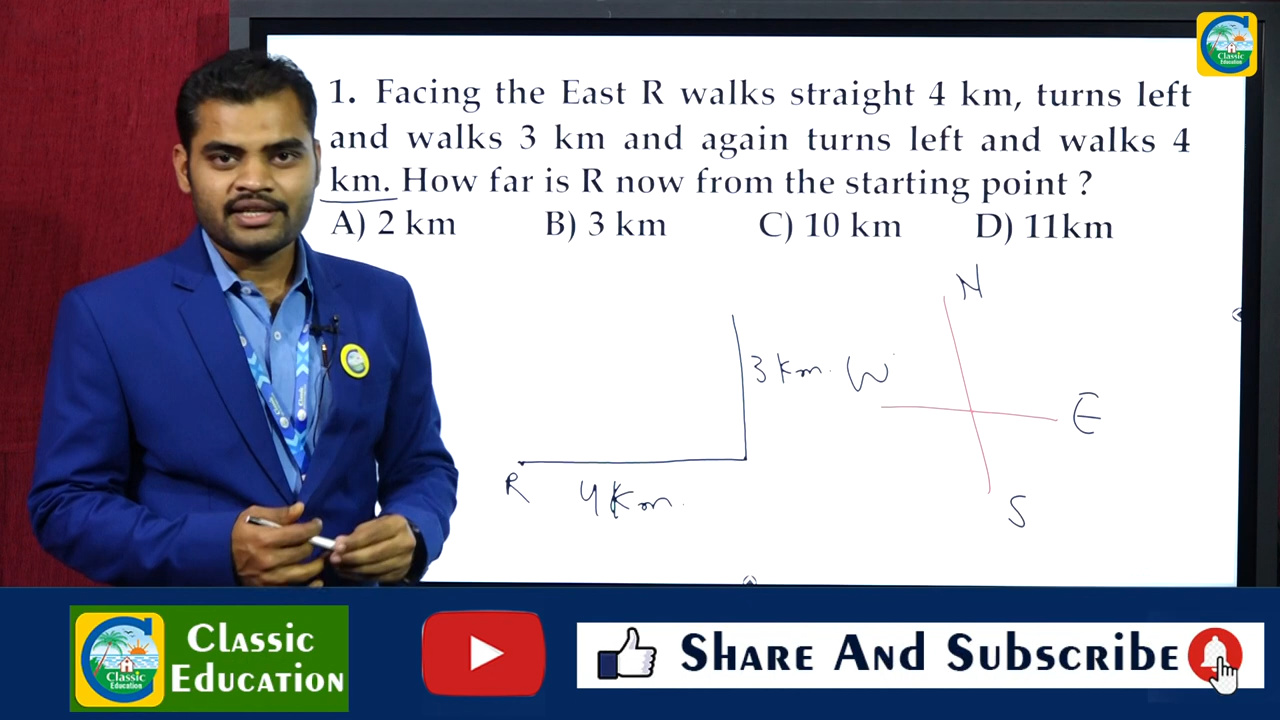 Classic
Education
1. Facing the East R walks straight 4 km, turns left
and walks 3 km and again turns left and walks 4
km. How far is R now from the starting point ?
A) 2 km B) 3 km C) 10 km D) 11km
N
3 Km. W
E
R 4 Km.
S
Classic
Education
Classic
Education
Share And Subscribe